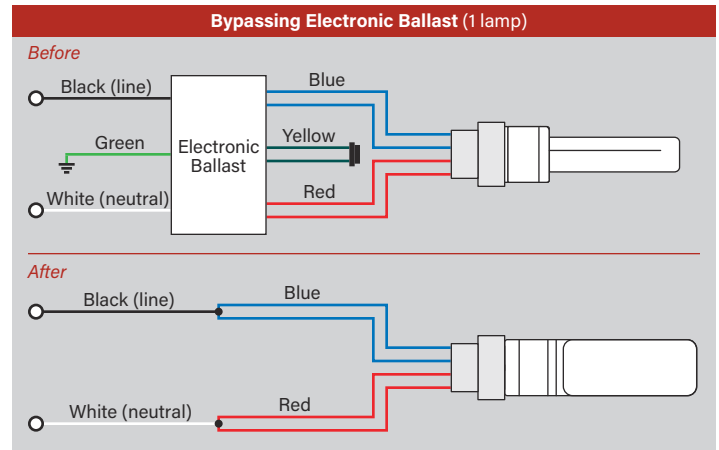 Bypassing Electronic Ballast (1 lamp)
Before
Black (line)
Blue
Green
Electronic
Ballast
Yellow
White (neutral)
Red
After
Black (line)
Blue
White (neutral)
Red